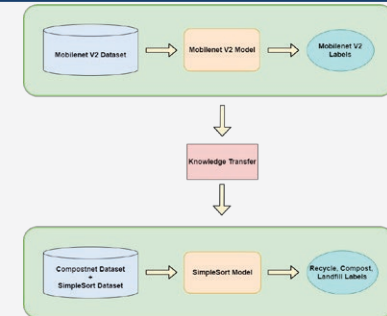 Mobilenet V2 Dataset
Mobilenet V2 Model
Mobilenet V2
Labels
Knowledge Transfer
Compostnet Dataset
+
SimpleSort Dataset
SimpleSort Model
Recycle, Compost,
Landfill Labels